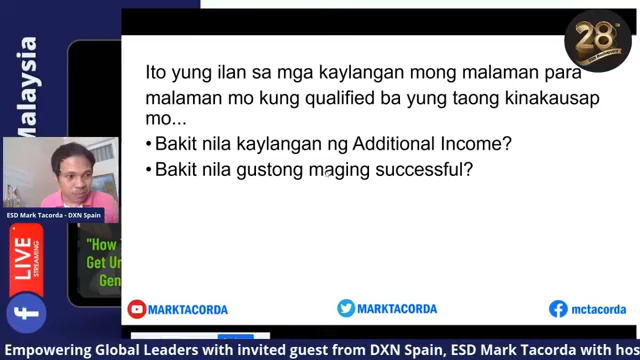 Malaysia
28th
Ito yung ilan sa mga kaylangan mong malaman para
malaman mo kung qualified ba yung taong kinakausap
mo...
•Bakit nila kaylangan ng Additional Income?
•Bakit nila gustong maging successful?
ESD Mark Tacorda - DXN Spain
LIVE
STREAMING
"How T
Get Un
Gen
MARKTACORDA
MARKTACORDA
mctacorda
Empowering Global Leaders with invited guest from DXN Spain, ESD Mark Tacorda with hos